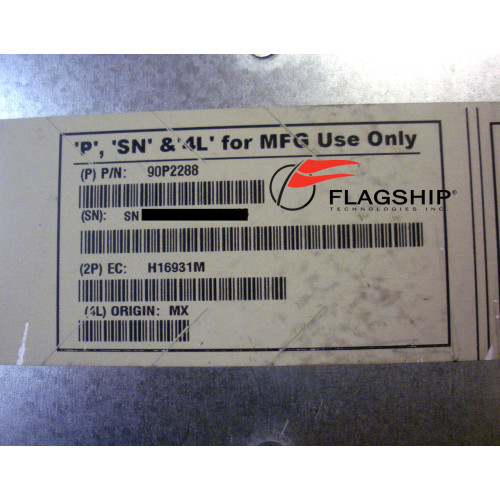 'P', 'SN' & '4L' for MFG Use Only
(P) P/N: 90P2288
FLAGSHIP®
TECHNOLOGIES INC.
(SN): SN
(2P) EC: H16931M
(4L) ORIGIN: MX